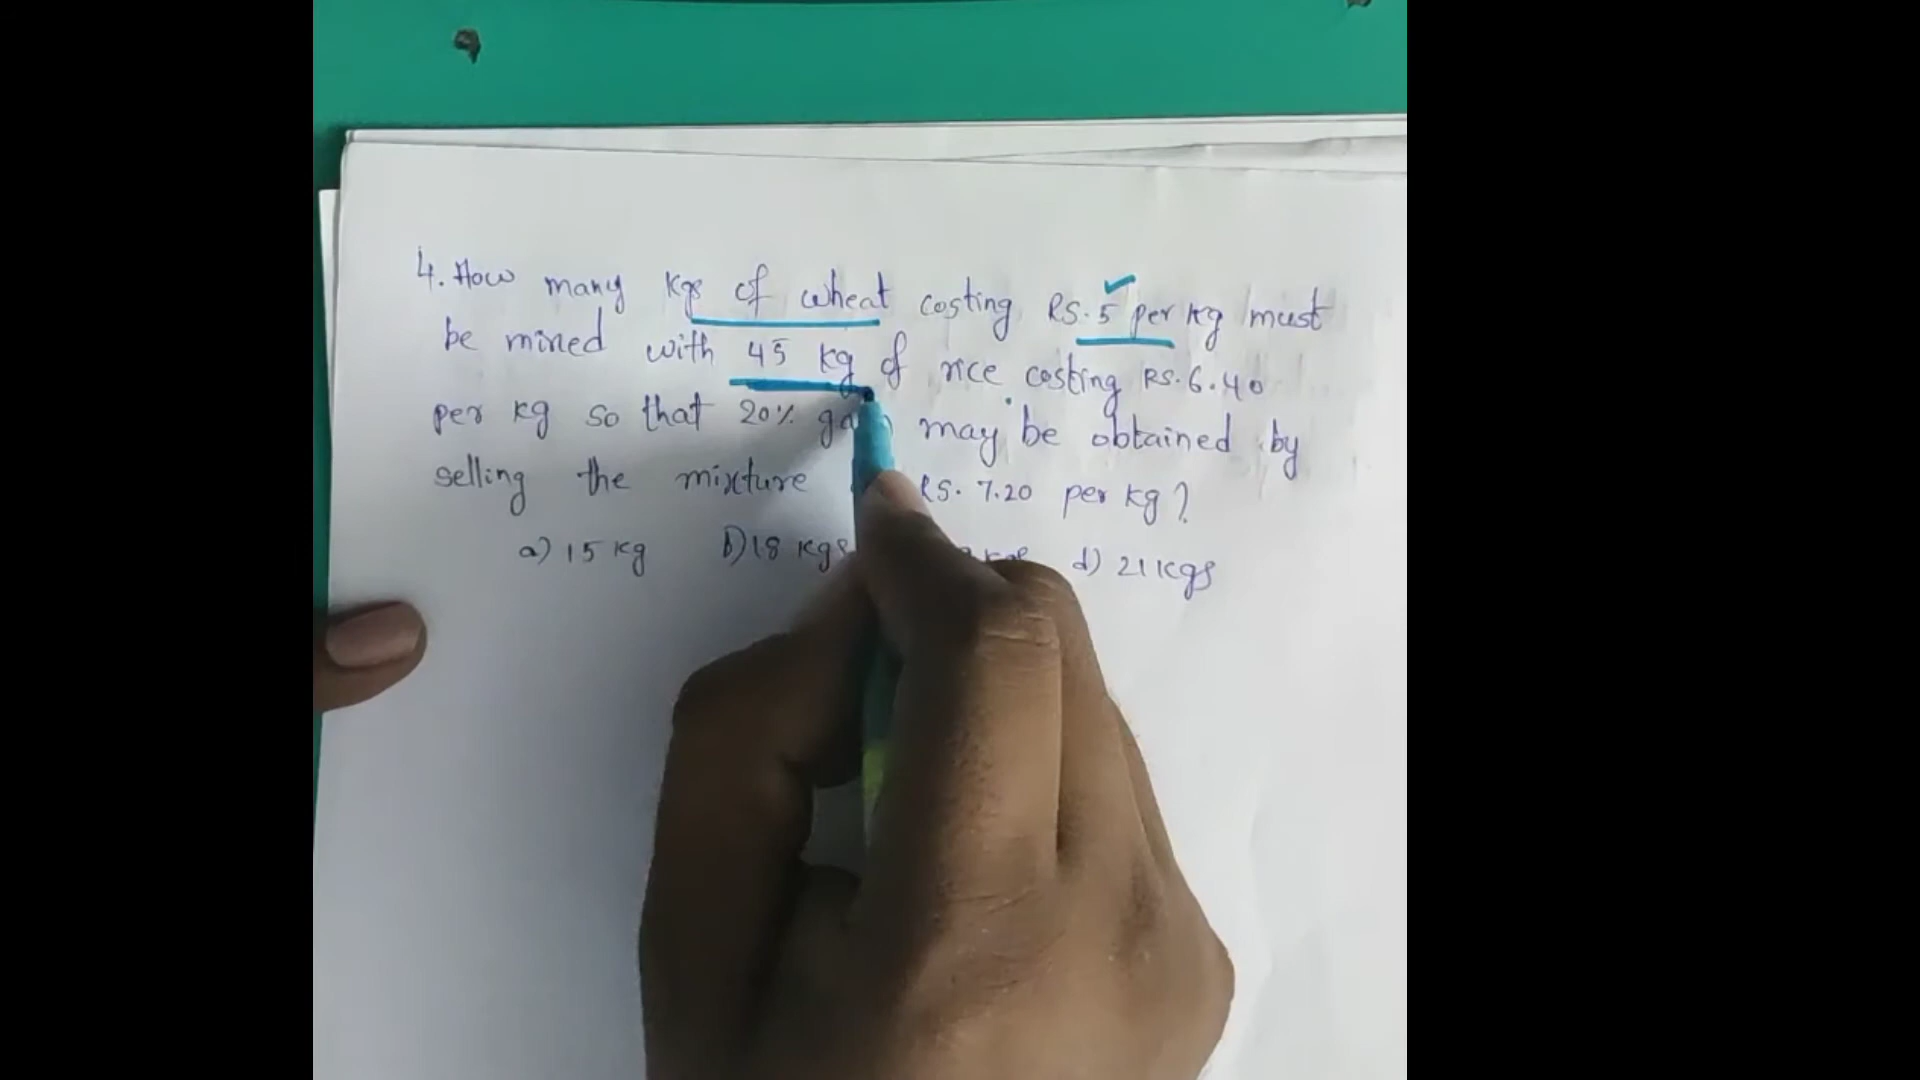 4. How many kgs of wheat costing RS. 5 per kg must
be mixed with 45 kg of rice costing RS. 6.40
per kg so that 20% may be obtained by
selling the mixture RS. 7.20 per kg?
a) 15 kg b) 18 kgs kgs d) 21 kgs